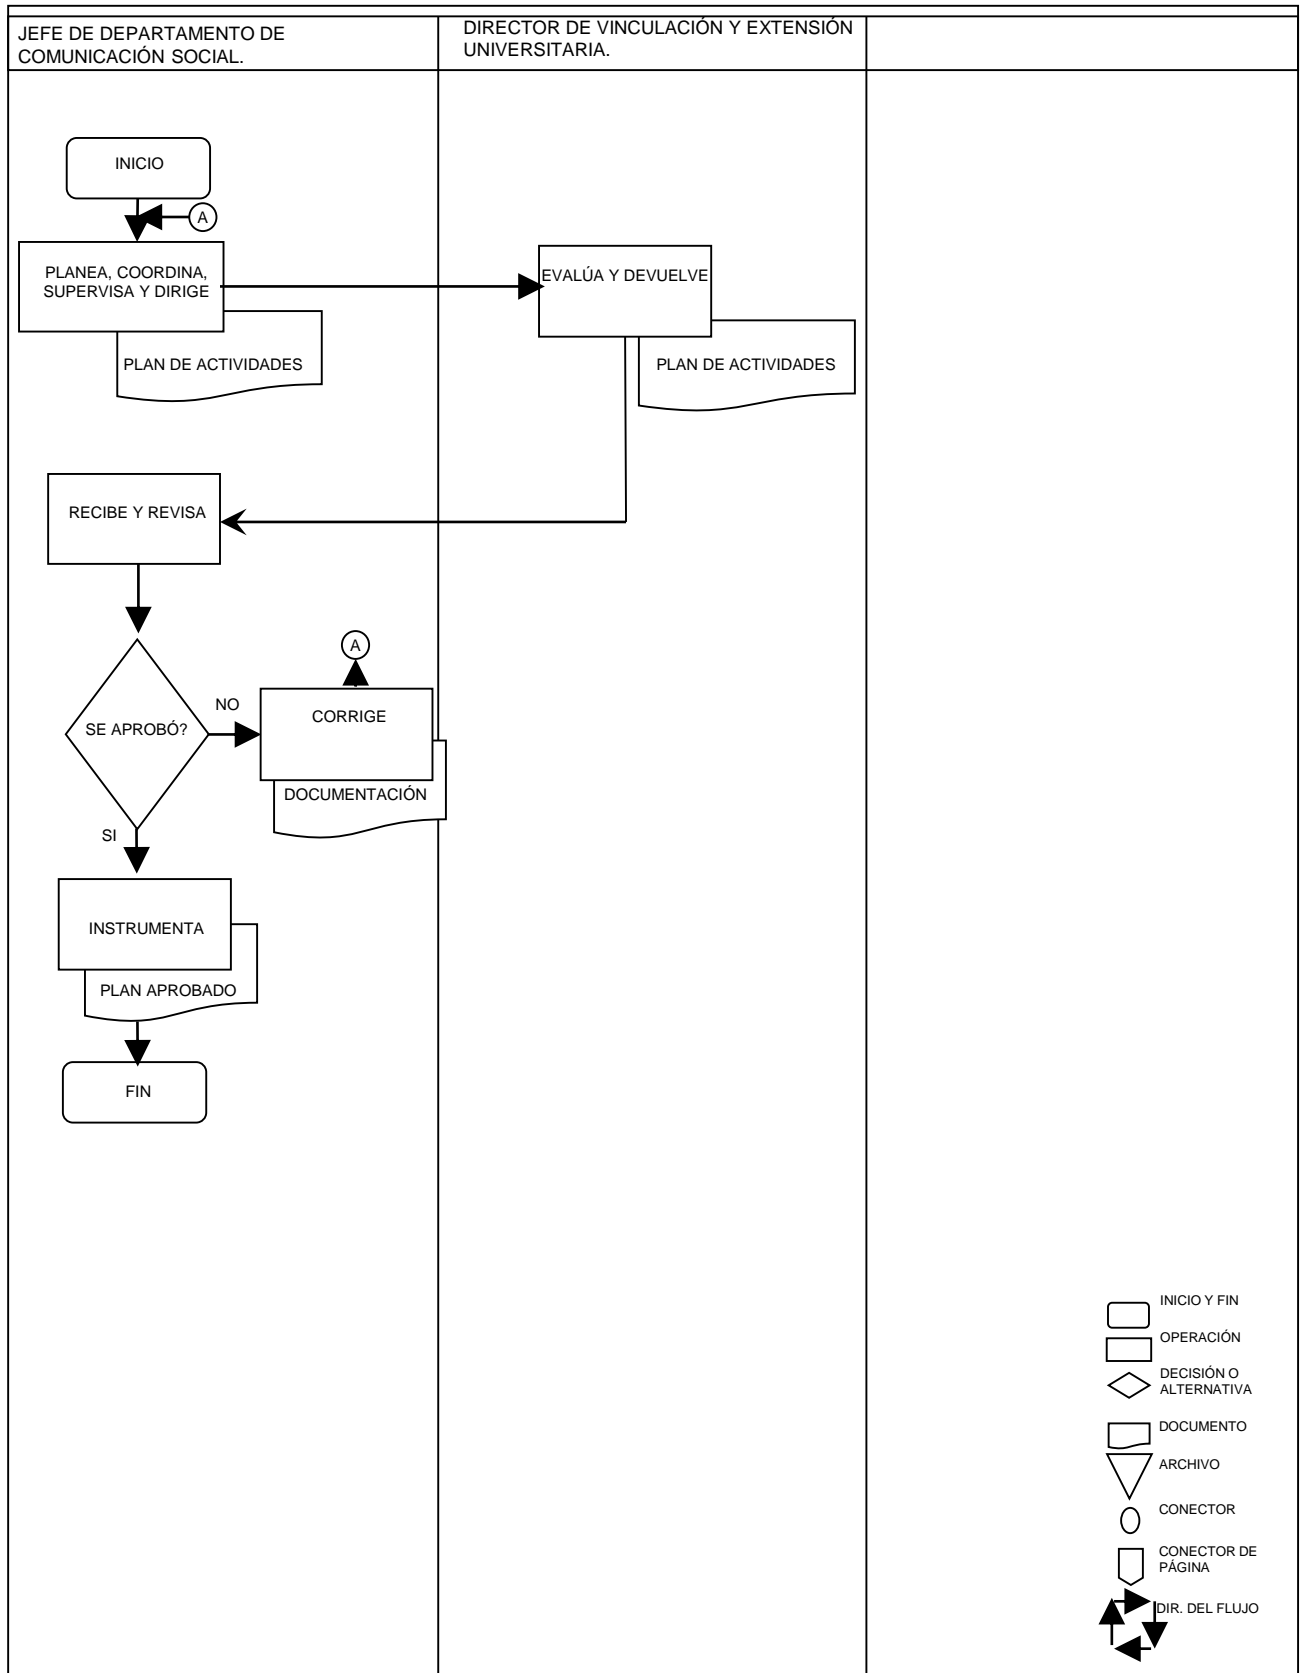 JEFE DE DEPARTAMENTO DE
COMUNICACIÓN SOCIAL.
DIRECTOR DE VINCULACIÓN Y EXTENSIÓN
UNIVERSITARIA.
INICIO
A
PLANEA, COORDINA,
SUPERVISA Y DIRIGE
PLAN DE ACTIVIDADES
EVALÚA Y DEVUELVE
PLAN DE ACTIVIDADES
RECIBE Y REVISA
SE APROBÓ?
NO
A
CORRIGE
DOCUMENTACIÓN
SI
INSTRUMENTA
PLAN APROBADO
FIN
INICIO Y FIN
OPERACIÓN
DECISIÓN O
ALTERNATIVA
DOCUMENTO
ARCHIVO
CONECTOR
CONECTOR DE
PÁGINA
DIR. DEL FLUJO